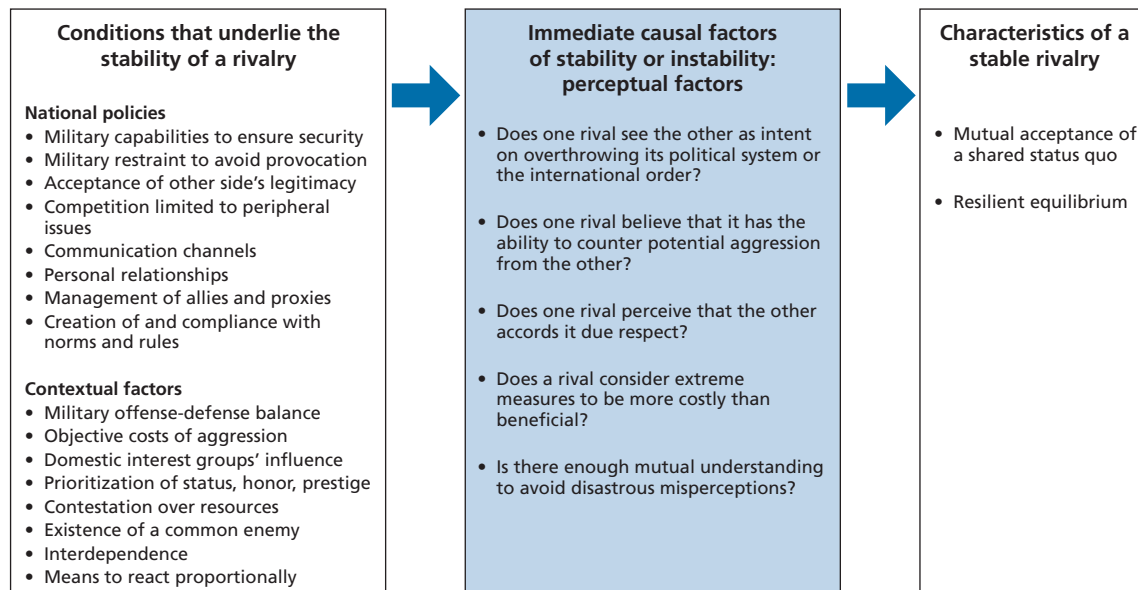 Conditions that underlie the
stability of a rivalry
National policies
• Military capabilities to ensure security
• Military restraint to avoid provocation
• Acceptance of other side's legitimacy
• Competition limited to peripheral
issues
• Communication channels
• Personal relationships
• Management of allies and proxies
• Creation of and compliance with
norms and rules
Contextual factors
• Military offense-defense balance
• Objective costs of aggression
• Domestic interest groups' influence
• Prioritization of status, honor, prestige
• Contestation over resources
• Existence of a common enemy
• Interdependence
• Means to react proportionally
Immediate causal factors
of stability or instability:
perceptual factors
• Does one rival see the other as intent
on overthrowing its political system or
the international order?
• Does one rival believe that it has the
ability to counter potential aggression
from the other?
• Does one rival perceive that the other
accords it due respect?
• Does a rival consider extreme
measures to be more costly than
beneficial?
• Is there enough mutual understanding
to avoid disastrous misperceptions?
Characteristics of a
stable rivalry
• Mutual acceptance of
a shared status quo
• Resilient equilibrium